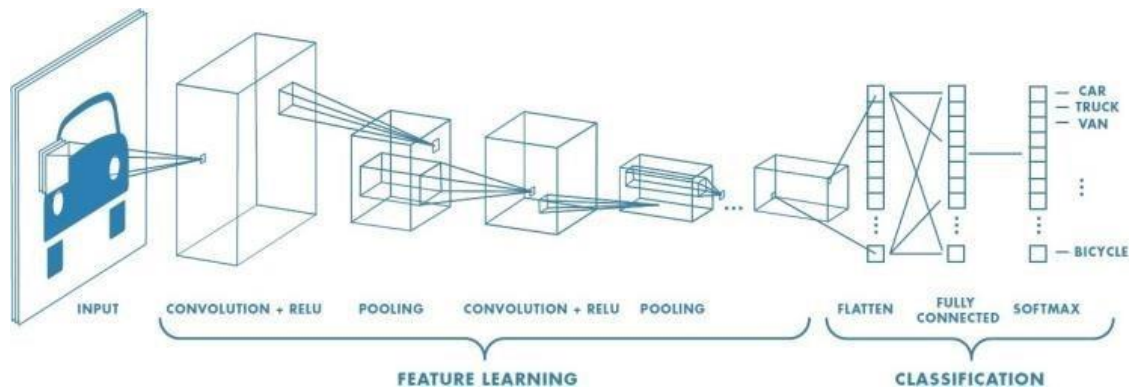 CAR
TRUCK
VAN
BICYCLE
INPUT
CONVOLUTION + RELU
POOLING
CONVOLUTION + RELU
POOLING
FLATTEN
FULLY
CONNECTED
SOFTMAX
FEATURE LEARNING
CLASSIFICATION